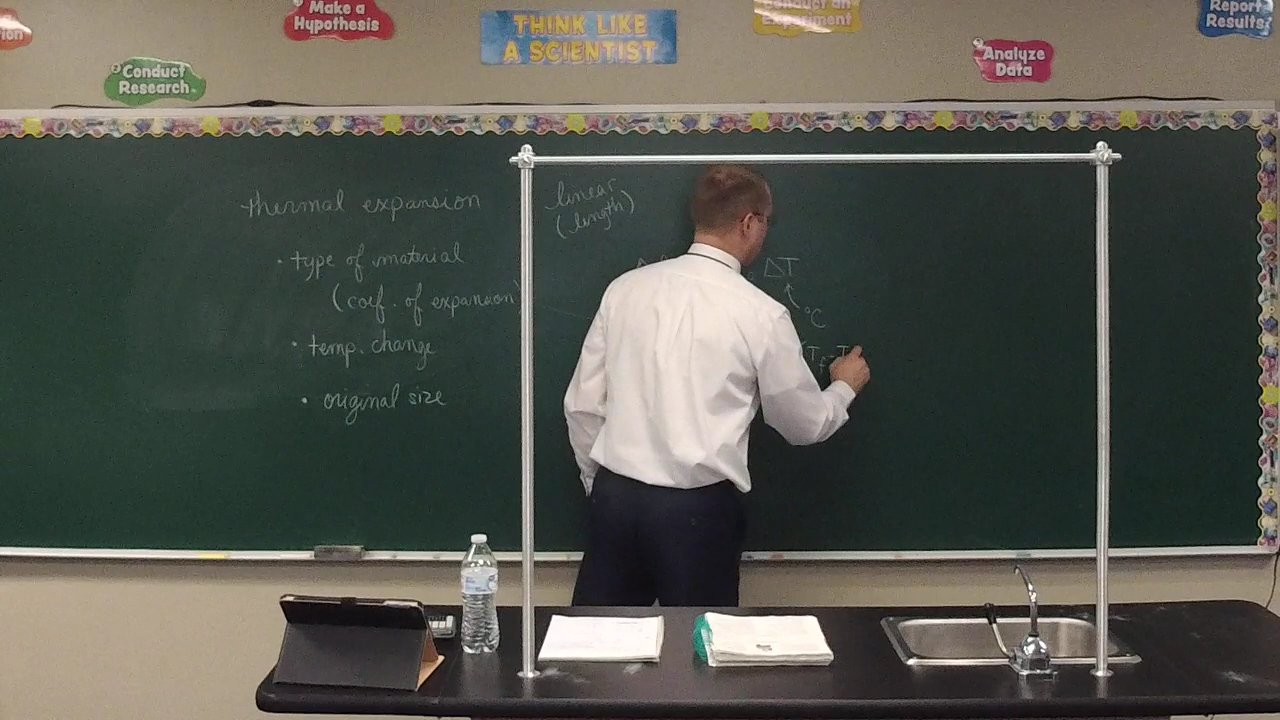 Make a
Hypothesis
THINK LIKE
A SCIENTIST
Conduct an
Experiment
Report
Results
Conduct
Research
Analyze
Data
thermal expansion
• type of material
(coef. of expansion)
• temp. change
• original size
linear
(length)
ΔT
°C